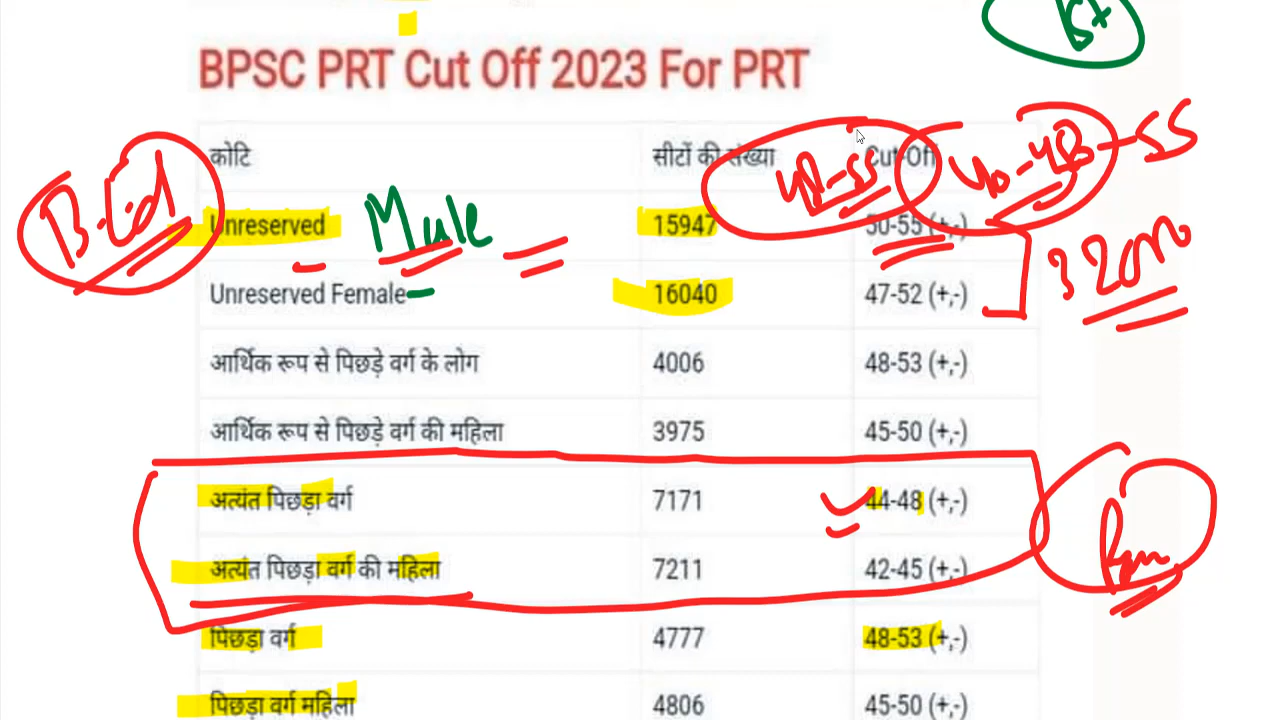 BPSC PRT Cut Off 2023 For PRT
कोटि सीटों की संख्या Cut-Off
48-55 40-48-55
B.Ed
Unreserved Male 15947 50-55 (+,-)
32000
Unreserved Female 16040 47-52 (+,-)
आर्थिक रूप से पिछड़े वर्ग के लोग 4006 48-53 (+,-)
आर्थिक रूप से पिछड़े वर्ग की महिला 3975 45-50 (+,-)
अत्यंत पिछड़ा वर्ग 7171 44-48 (+,-)
अत्यंत पिछड़ा वर्ग की महिला 7211 42-45 (+,-)
पिछड़ा वर्ग 4777 48-53 (+,-)
पिछड़ा वर्ग महिला 4806 45-50 (+,-)